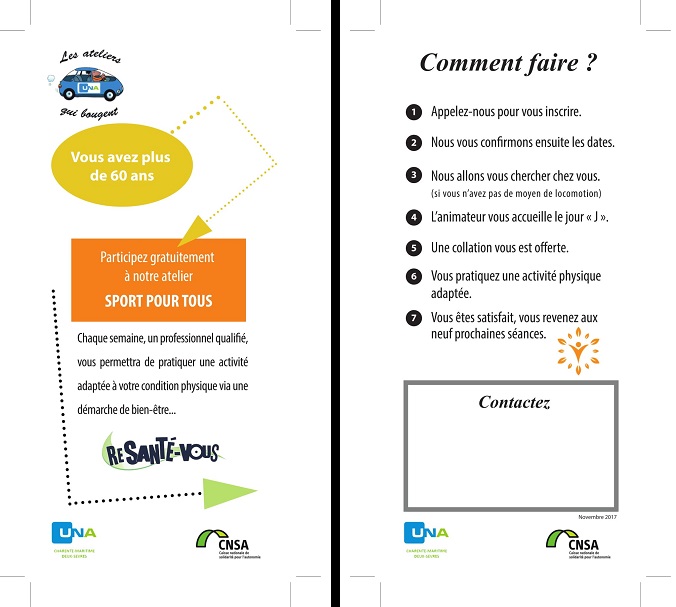 Les ateliers
UNA
qui bougent
Vous avez plus
de 60 ans
Participez gratuitement
à notre atelier
SPORT POUR TOUS
Chaque semaine, un professionnel qualifié,
vous permettra de pratiquer une activité
adaptée à votre condition physique via une
démarche de bien-être...
ReSANTÉ-VOUS
UNA
CHARENTE-MARITIME
DEUX-SÈVRES
CNSA
Caisse nationale de
solidarité pour l'autonomie
Comment faire ?
1 Appelez-nous pour vous inscrire.
2 Nous vous confirmons ensuite les dates.
3 Nous allons vous chercher chez vous.
(si vous n'avez pas de moyen de locomotion)
4 L'animateur vous accueille le jour « J ».
5 Une collation vous est offerte.
6 Vous pratiquez une activité physique
adaptée.
7 Vous êtes satisfait, vous revenez aux
neuf prochaines séances.
Contactez
Novembre 2017
UNA
CHARENTE-MARITIME
DEUX-SÈVRES
CNSA
Caisse nationale de
solidarité pour l'autonomie